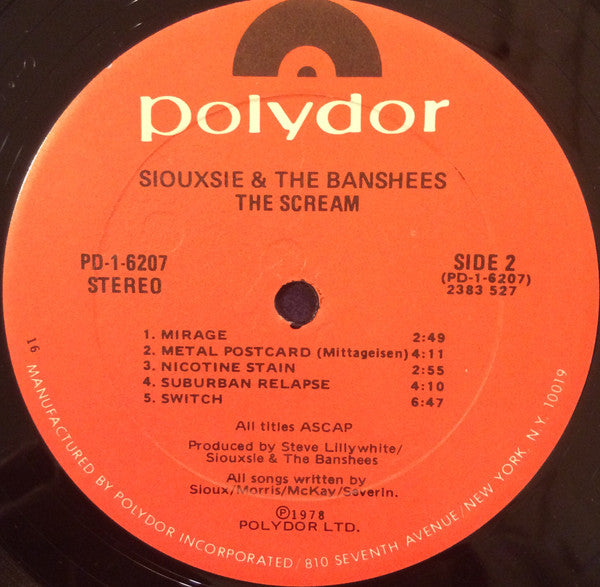 polydor
SIOUXSIE & THE BANSHEES
THE SCREAM
PD-1-6207
STEREO
SIDE 2
(PD-1-6207)
2383 527
1. MIRAGE 2:49
2. METAL POSTCARD (Mittageisen) 4:11
3. NICOTINE STAIN 2:55
4. SUBURBAN RELAPSE 4:10
5. SWITCH 6:47
All titles ASCAP
Produced by Steve Lillywhite/
Siouxsie & The Banshees
All songs written by
Sioux/Morris/McKay/Severin.
℗1978
POLYDOR LTD.
16 MANUFACTURED BY POLYDOR INCORPORATED/810 SEVENTH AVENUE/NEW YORK, N.Y. 10019